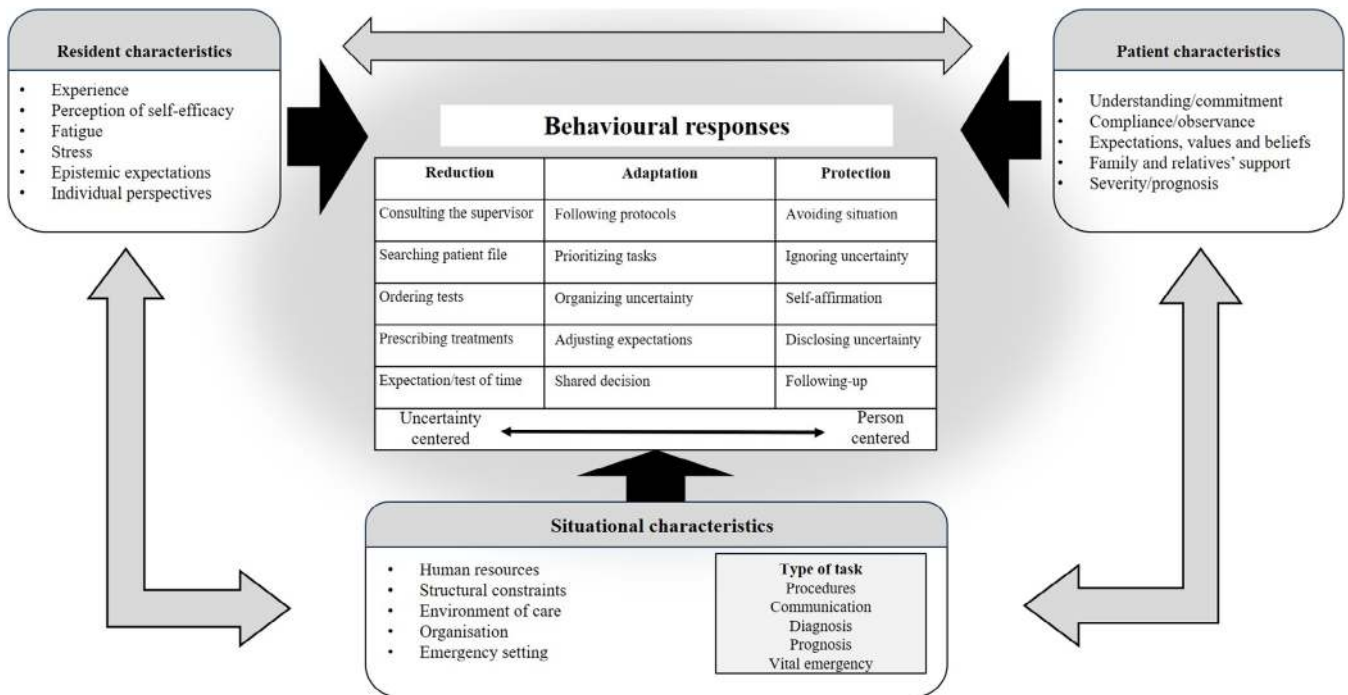 Resident characteristics
• Experience
• Perception of self-efficacy
• Fatigue
• Stress
• Epistemic expectations
• Individual perspectives
Patient characteristics
• Understanding/commitment
• Compliance/observance
• Expectations, values and beliefs
• Family and relatives' support
• Severity/prognosis
Behavioural responses
Reduction Adaptation Protection
Consulting the supervisor Following protocols Avoiding situation
Searching patient file Prioritizing tasks Ignoring uncertainty
Ordering tests Organizing uncertainty Self-affirmation
Prescribing treatments Adjusting expectations Disclosing uncertainty
Expectation/test of time Shared decision Following-up
Uncertainty
centered
Person
centered
Situational characteristics
• Human resources
• Structural constraints
• Environment of care
• Organisation
• Emergency setting
Type of task
Procedures
Communication
Diagnosis
Prognosis
Vital emergency